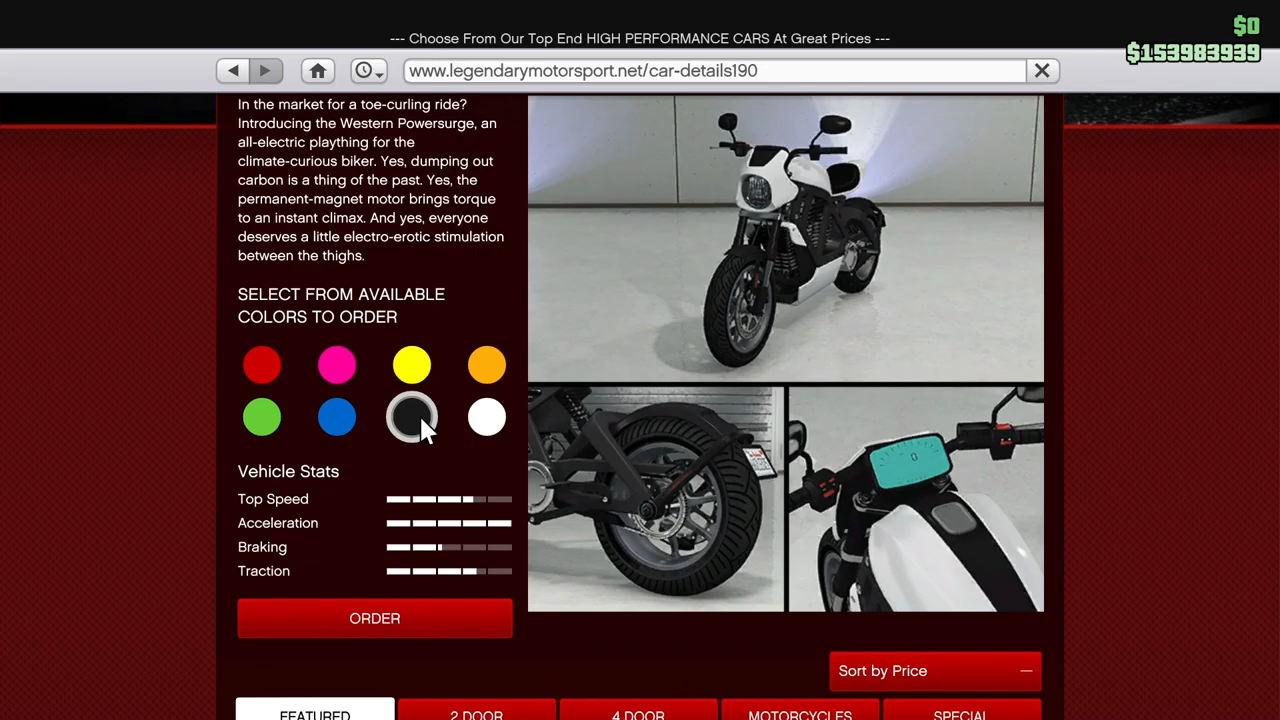 $0
--- Choose From Our Top End HIGH PERFORMANCE CARS At Great Prices ---
$153983939
www.legendarymotorsport.net/car-details190
In the market for a toe-curling ride?
Introducing the Western Powersurge, an
all-electric plaything for the
climate-curious biker. Yes, dumping out
carbon is a thing of the past. Yes, the
permanent-magnet motor brings torque
to an instant climax. And yes, everyone
deserves a little electro-erotic stimulation
between the thighs.
SELECT FROM AVAILABLE
COLORS TO ORDER
Vehicle Stats
Top Speed
Acceleration
Braking
Traction
ORDER
0
Sort by Price
FEATURED
2 DOOR
4 DOOR
MOTORCYCLES
SPECIAL